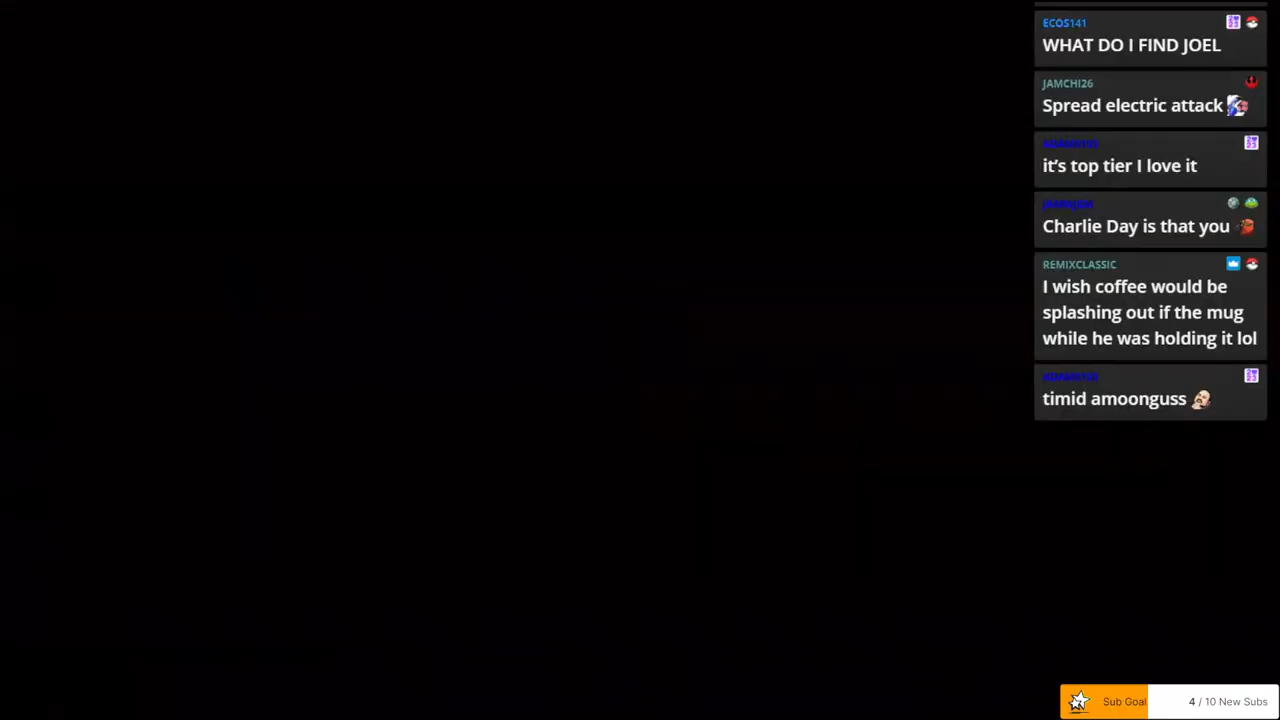 ECOS141
WHAT DO I FIND JOEL
JAMCHI26
Spread electric attack
it’s top tier I love it
Charlie Day is that you
REMIXCLASSIC
I wish coffee would be
splashing out if the mug
while he was holding it lol
timid amoonguss
Sub Goal
4 / 10 New Subs